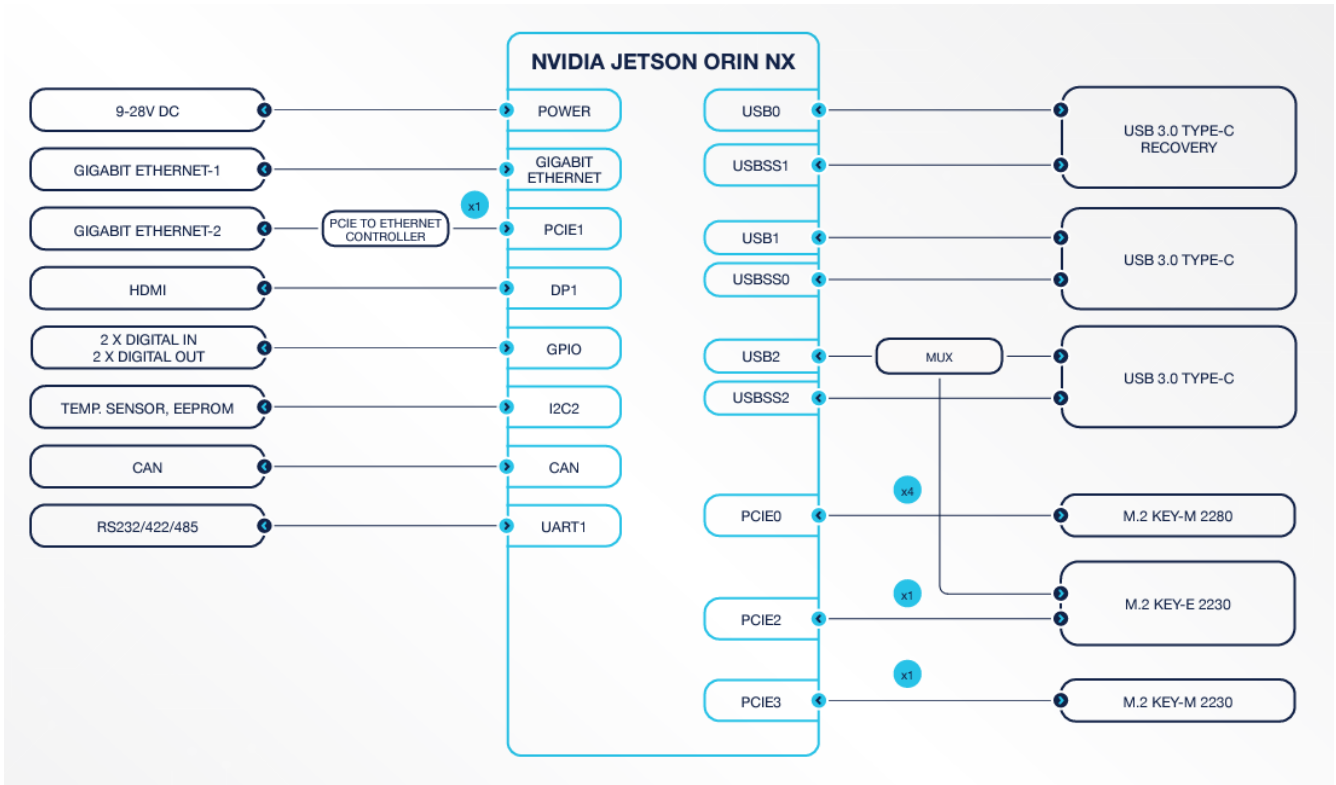 NVIDIA JETSON ORIN NX
9-28V DC
POWER
GIGABIT ETHERNET-1
GIGABIT
ETHERNET
GIGABIT ETHERNET-2
PCIE TO ETHERNET
CONTROLLER
x1
PCIE1
HDMI
DP1
2 X DIGITAL IN
2 X DIGITAL OUT
GPIO
TEMP. SENSOR, EEPROM
I2C2
CAN
CAN
RS232/422/485
UART1
USB0
USBSS1
USB 3.0 TYPE-C
RECOVERY
USB1
USBSS0
USB 3.0 TYPE-C
USB2
MUX
USBSS2
USB 3.0 TYPE-C
PCIE0
x4
M.2 KEY-M 2280
PCIE2
x1
M.2 KEY-E 2230
PCIE3
x1
M.2 KEY-M 2230